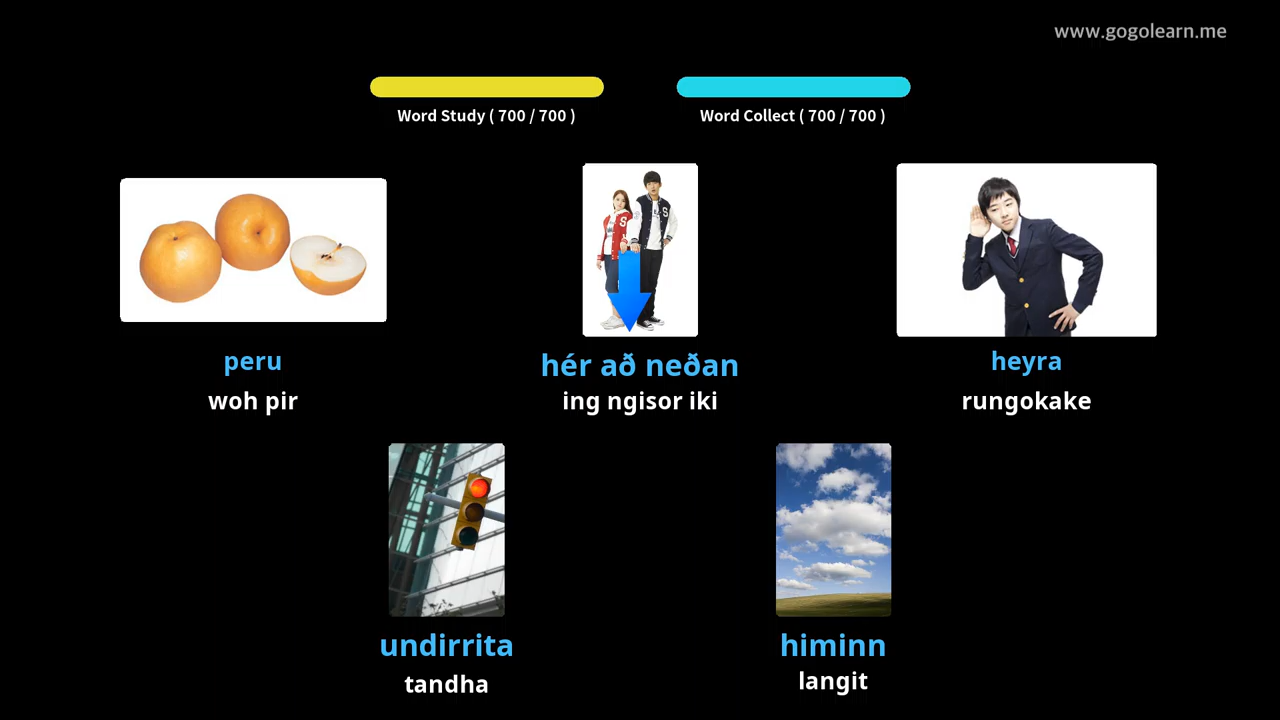 www.gogolearn.me
Word Study ( 700 / 700 )
Word Collect ( 700 / 700 )
S
S
peru
woh pir
hér að neðan
ing ngisor iki
heyra
rungokake
undirrita
tandha
himinn
langit